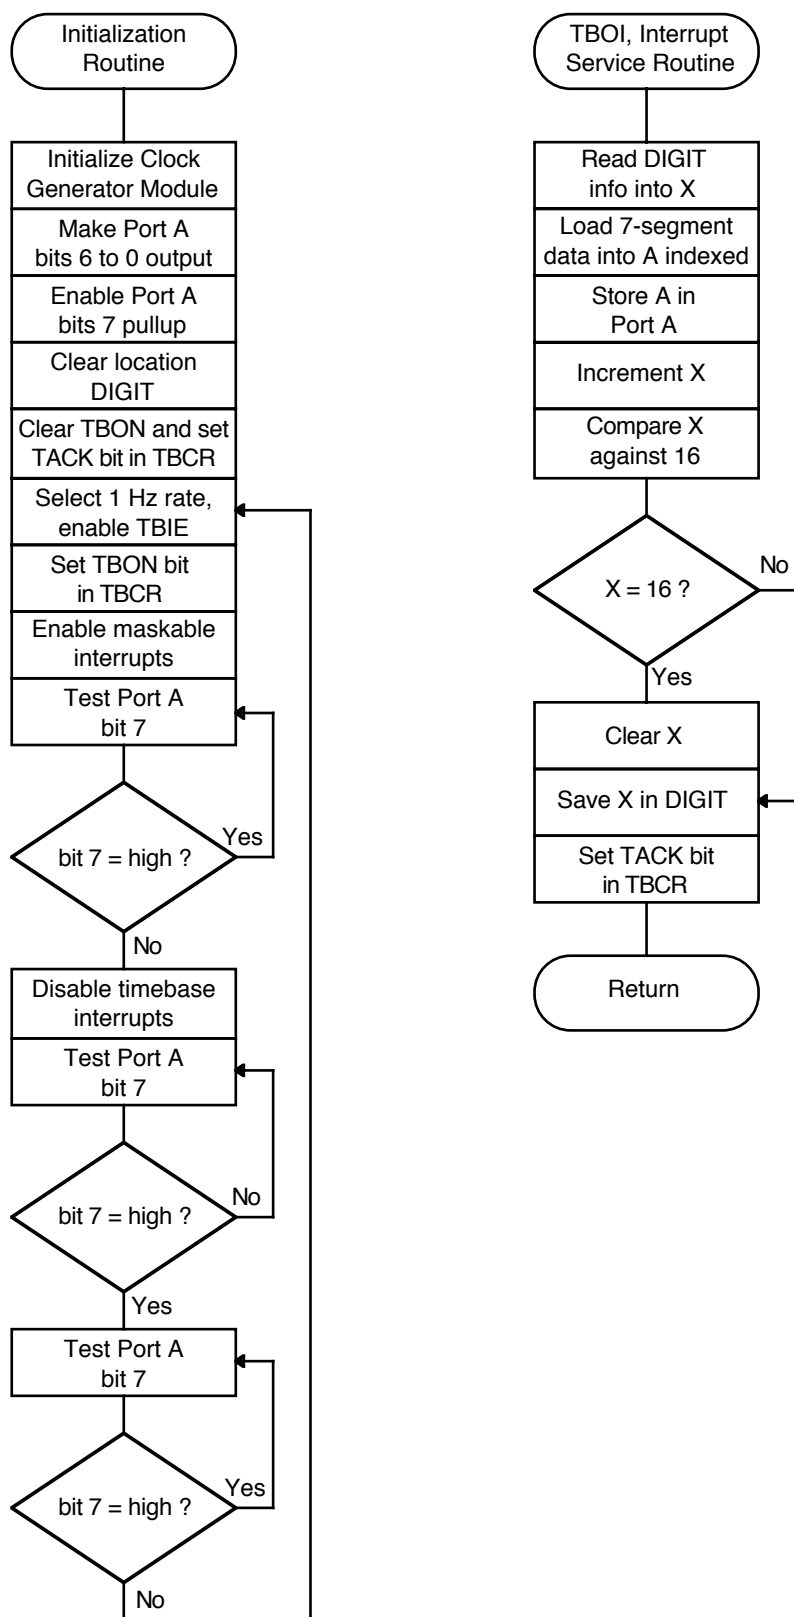 Initialization
Routine
Initialize Clock
Generator Module
Make Port A
bits 6 to 0 output
Enable Port A
bits 7 pullup
Clear location
DIGIT
Clear TBON and set
TACK bit in TBCR
Select 1 Hz rate,
enable TBIE
Set TBON bit
in TBCR
Enable maskable
interrupts
Test Port A
bit 7
Yes
bit 7 = high ?
No
Disable timebase
interrupts
Test Port A
bit 7
No
bit 7 = high ?
Yes
Test Port A
bit 7
Yes
bit 7 = high ?
No
TBOI, Interrupt
Service Routine
Read DIGIT
info into X
Load 7-segment
data into A indexed
Store A in
Port A
Increment X
Compare X
against 16
No
X = 16 ?
Yes
Clear X
Save X in DIGIT
Set TACK bit
in TBCR
Return